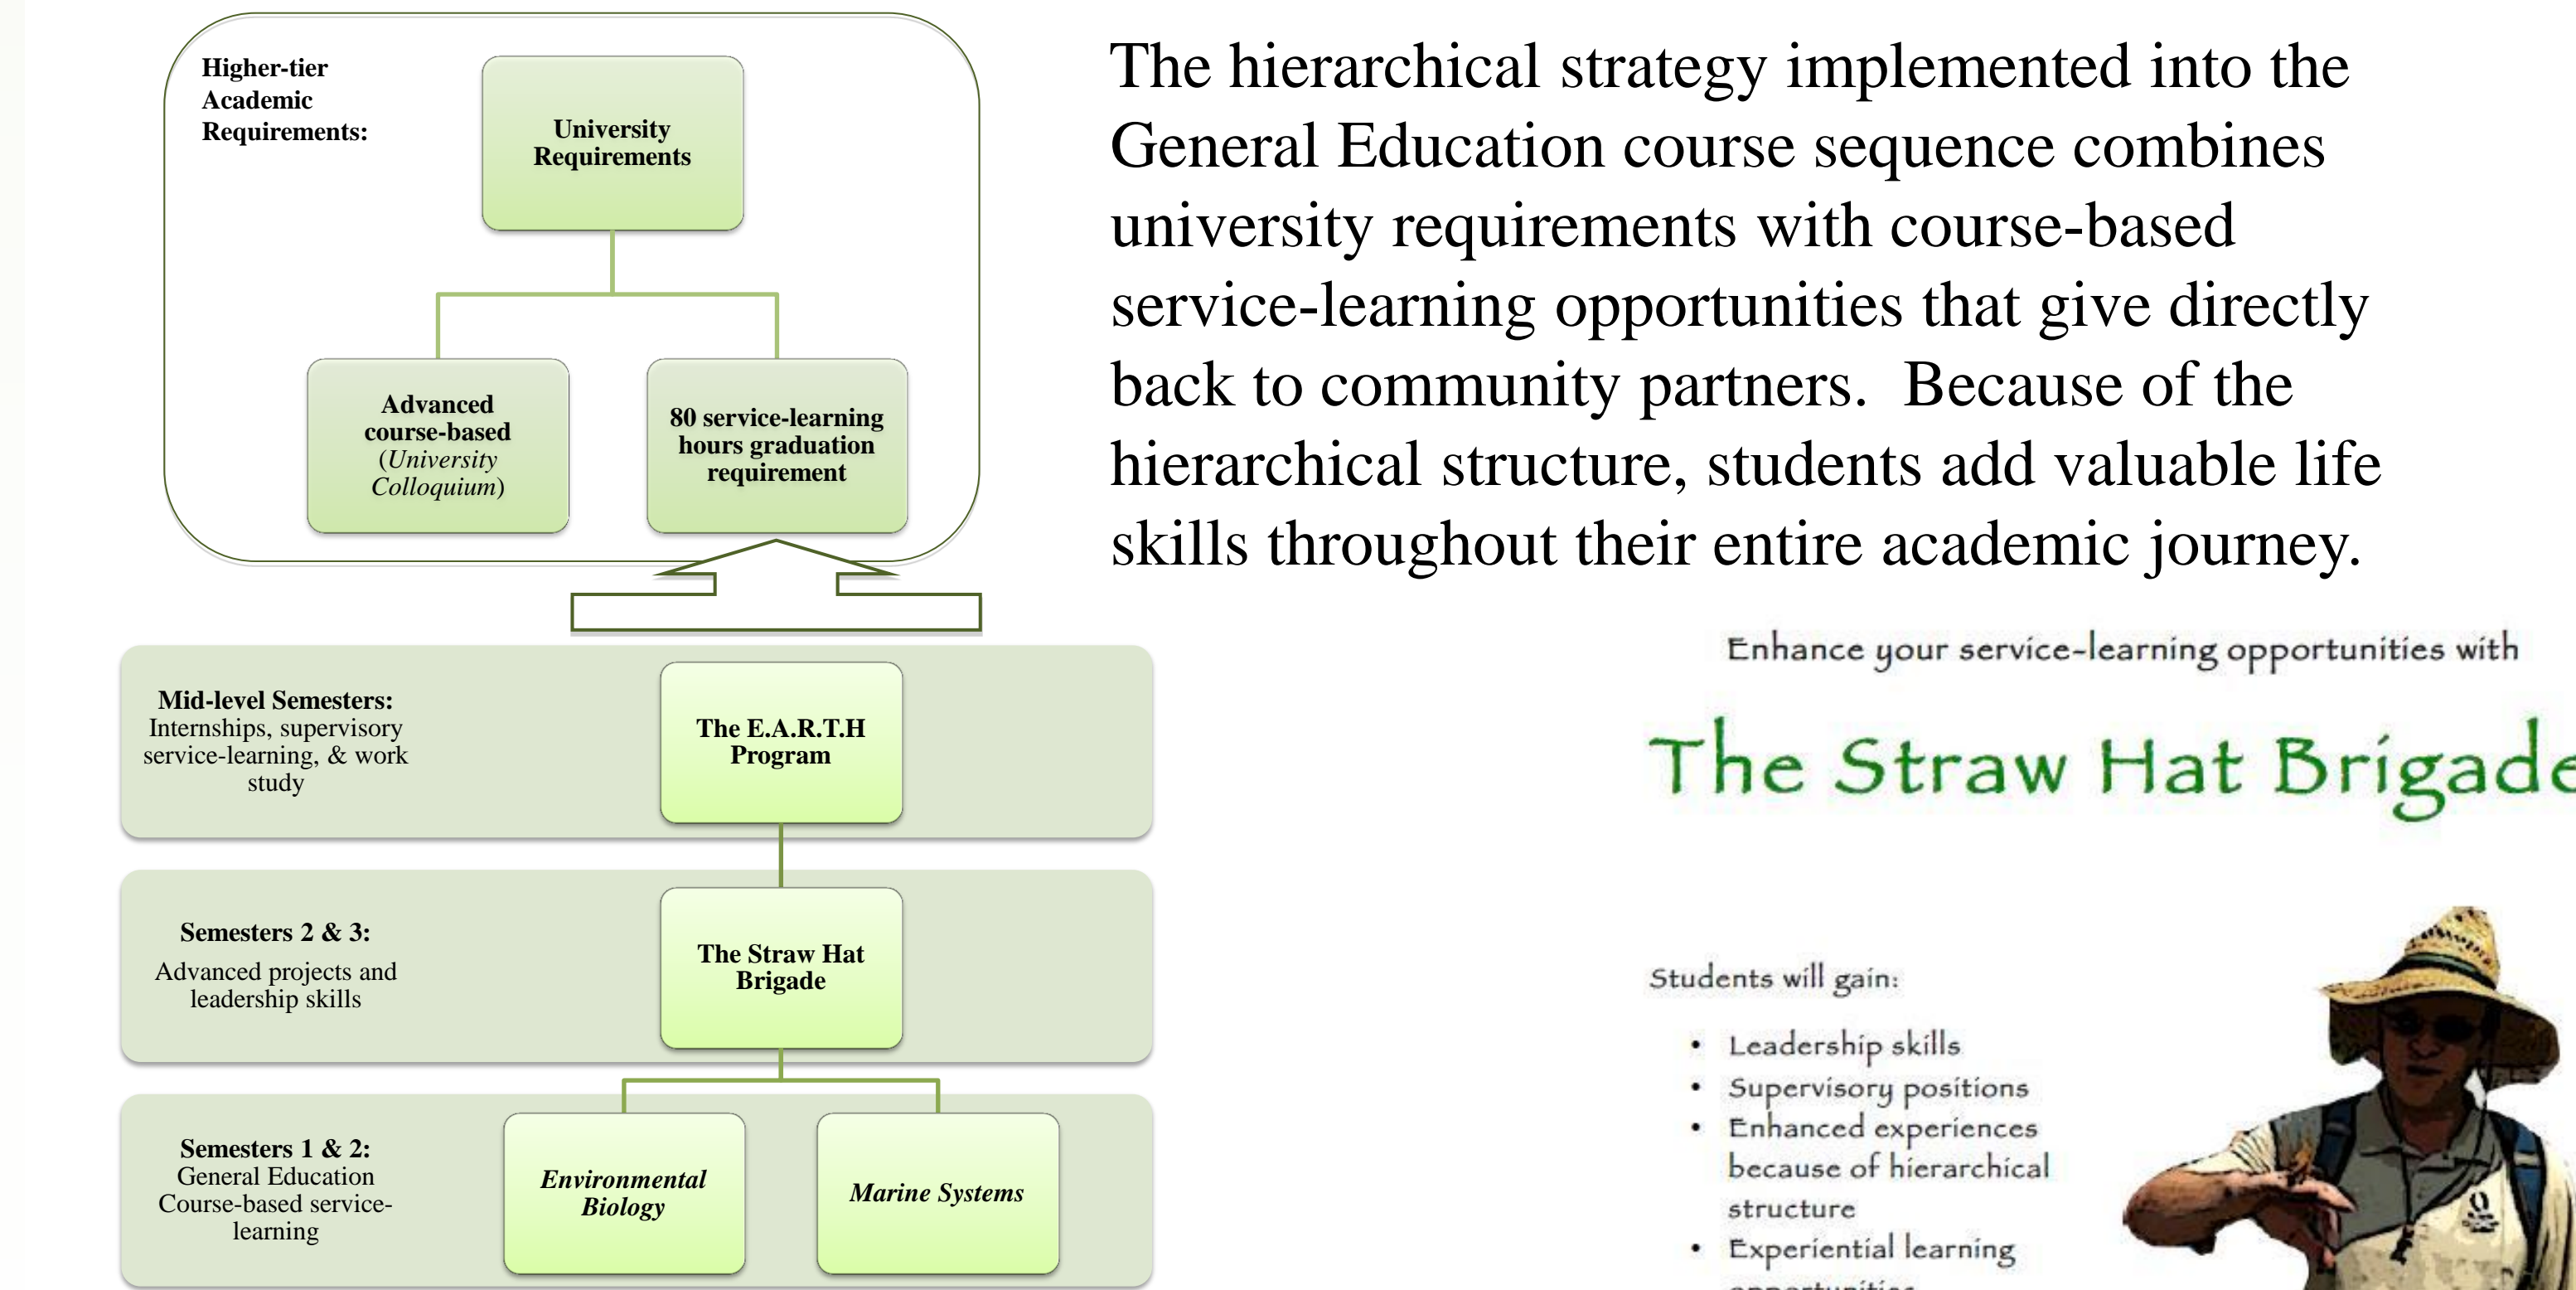 Higher-tier
Academic
Requirements:
University
Requirements
Advanced
course-based
(University
Colloquium)
80 service-learning
hours graduation
requirement
Mid-level Semesters:
Internships, supervisory
service-learning, & work
study
The E.A.R.T.H
Program
Semesters 2 & 3:
Advanced projects and
leadership skills
The Straw Hat
Brigade
Semesters 1 & 2:
General Education
Course-based service-
learning
Environmental
Biology
Marine Systems
The hierarchical strategy implemented into the
General Education course sequence combines
university requirements with course-based
service-learning opportunities that give directly
back to community partners.  Because of the
hierarchical structure, students add valuable life
skills throughout their entire academic journey.
Enhance your service-learning opportunities with
The Straw Hat Brigade
Students will gain:
• Leadership skills
• Supervisory positions
• Enhanced experiences
because of hierarchical
structure
• Experiential learning
opportunities